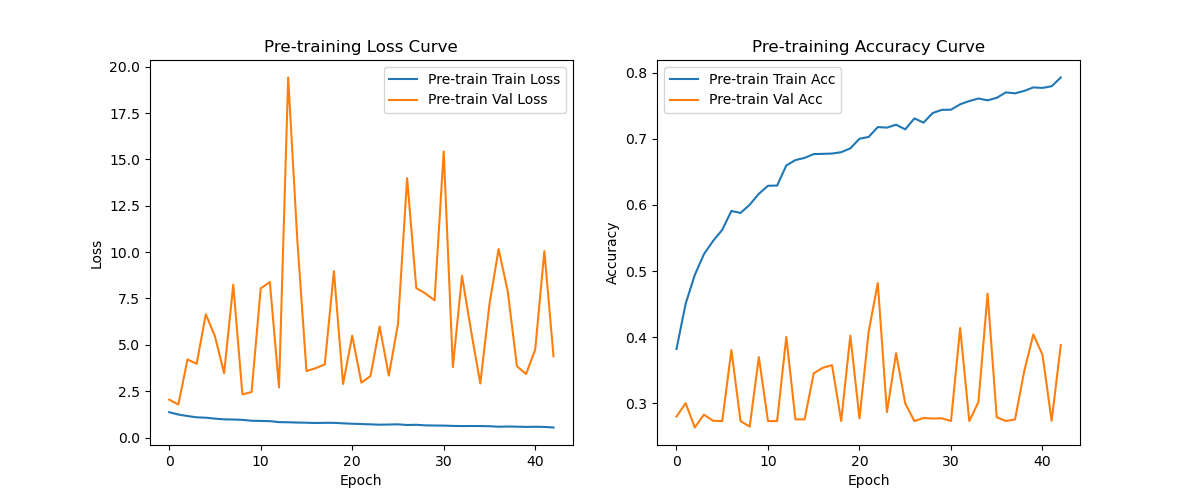 Pre-training Loss Curve
20.0
17.5
15.0
12.5
10.0
7.5
5.0
2.5
0.0
Loss
0 10 20 30 40
Epoch
Pre-train Train Loss
Pre-train Val Loss
Pre-training Accuracy Curve
0.8
0.7
0.6
0.5
0.4
0.3
Accuracy
0 10 20 30 40
Epoch
Pre-train Train Acc
Pre-train Val Acc